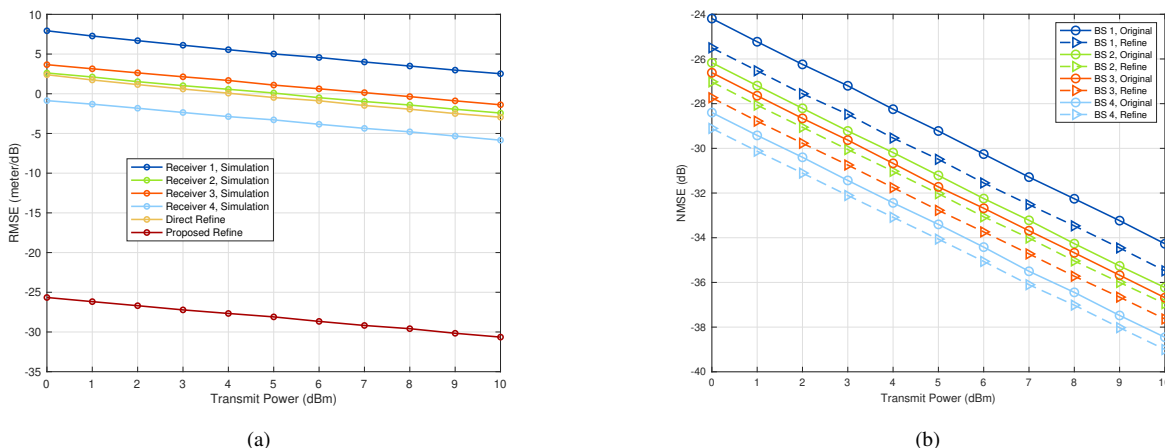 10
5
0
-5
-10
-15
-20
-25
-30
-35
RMSE (meter/dB)
Receiver 1, Simulation
Receiver 2, Simulation
Receiver 3, Simulation
Receiver 4, Simulation
Direct Refine
Proposed Refine
0 1 2 3 4 5 6 7 8 9 10
Transmit Power (dBm)
(a)
-24
-26
-28
-30
-32
-34
-36
-38
-40
NMSE (dB)
BS 1, Original
BS 1, Refine
BS 2, Original
BS 2, Refine
BS 3, Original
BS 3, Refine
BS 4, Original
BS 4, Refine
0 1 2 3 4 5 6 7 8 9 10
Transmit Power (dBm)
(b)